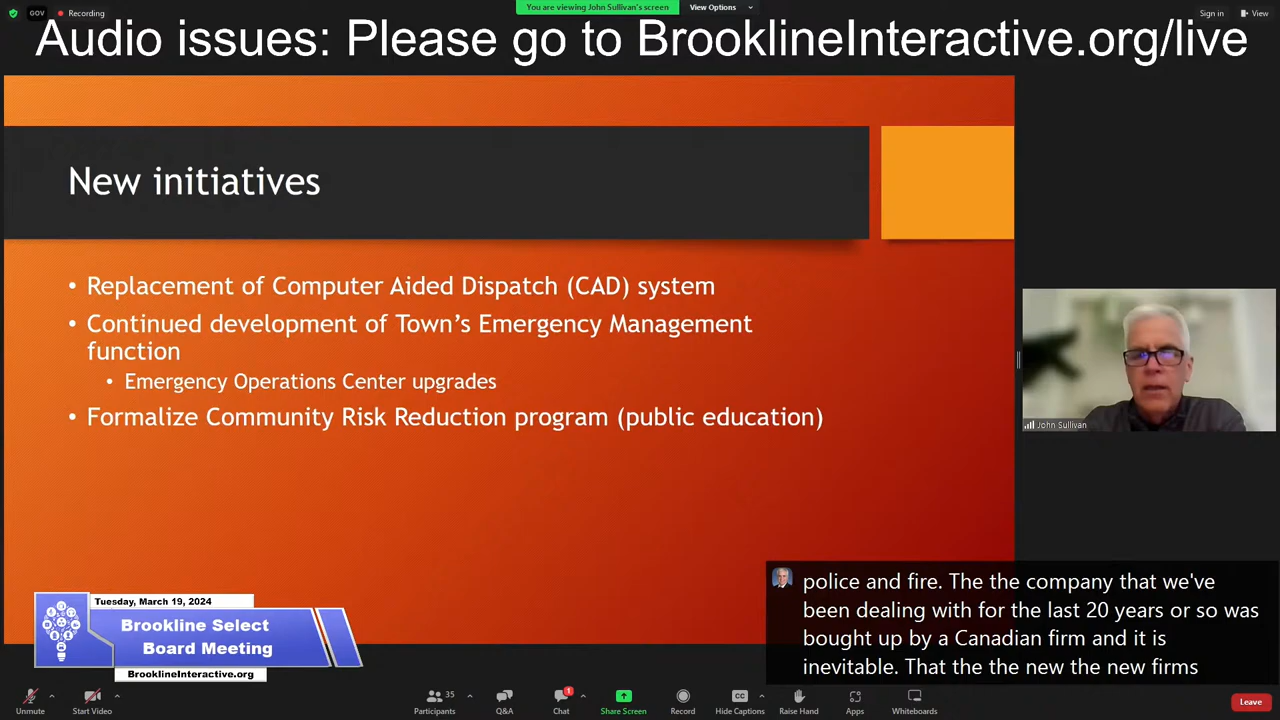 GOV
Recording
You are viewing John Sullivan's screen
View Options
Sign in
View
Audio issues: Please go to BrooklineInteractive.org/live
New initiatives
• Replacement of Computer Aided Dispatch (CAD) system
• Continued development of Town's Emergency Management
function
• Emergency Operations Center upgrades
• Formalize Community Risk Reduction program (public education)
John Sullivan
police and fire. The the company that we've
been dealing with for the last 20 years or so was
bought up by a Canadian firm and it is
inevitable. That the the new the new firms
Tuesday, March 19, 2024
Brookline Select
Board Meeting
BrooklineInteractive.org
Unmute
Start Video
Participants
35
Q&A
Chat
1
Share Screen
Record
Hide Captions
Raise Hand
Apps
Whiteboards
Leave